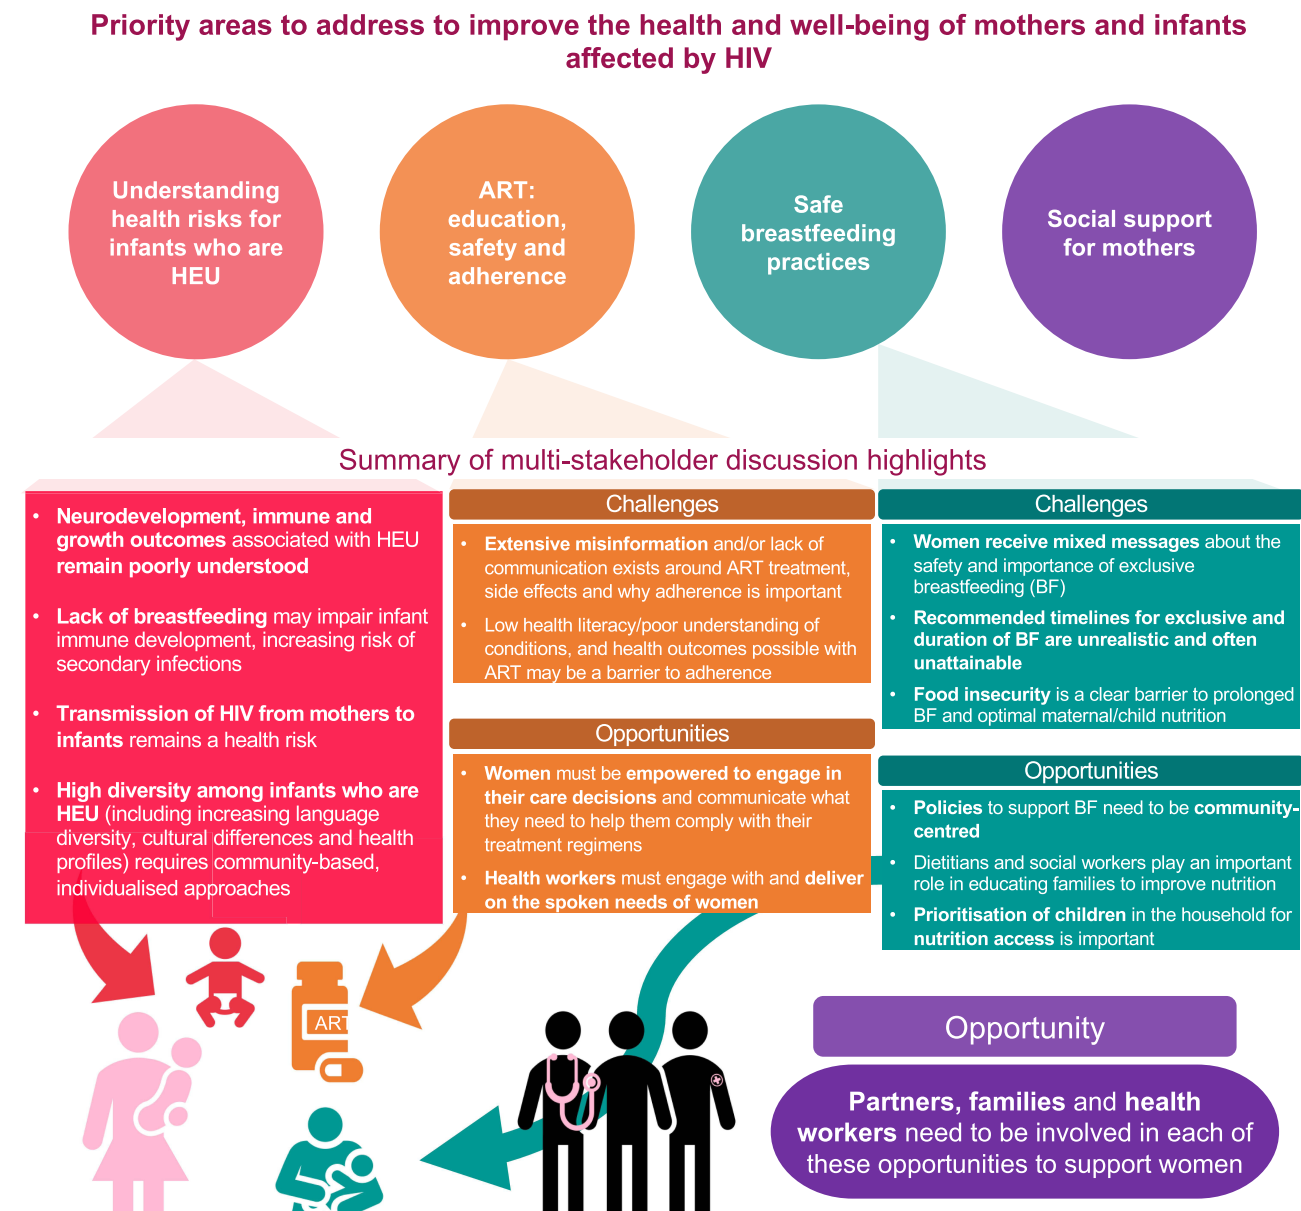 Priority areas to address to improve the health and well-being of mothers and infants
affected by HIV
Understanding
health risks for
infants who are
HEU
ART:
education,
safety and
adherence
Safe
breastfeeding
practices
Social support
for mothers
Summary of multi-stakeholder discussion highlights
• Neurodevelopment, immune and
growth outcomes associated with HEU
remain poorly understood
• Lack of breastfeeding may impair infant
immune development, increasing risk of
secondary infections
• Transmission of HIV from mothers to
infants remains a health risk
• High diversity among infants who are
HEU (including increasing language
diversity, cultural differences and health
profiles) requires community-based,
individualised approaches
Challenges
• Extensive misinformation and/or lack of
communication exists around ART treatment,
side effects and why adherence is important
• Low health literacy/poor understanding of
conditions, and health outcomes possible with
ART may be a barrier to adherence
Opportunities
• Women must be empowered to engage in
their care decisions and communicate what
they need to help them comply with their
treatment regimens
• Health workers must engage with and deliver
on the spoken needs of women
Challenges
• Women receive mixed messages about the
safety and importance of exclusive
breastfeeding (BF)
• Recommended timelines for exclusive and
duration of BF are unrealistic and often
unattainable
• Food insecurity is a clear barrier to prolonged
BF and optimal maternal/child nutrition
Opportunities
• Policies to support BF need to be community-
centred
• Dietitians and social workers play an important
role in educating families to improve nutrition
• Prioritisation of children in the household for
nutrition access is important
ART
Opportunity
Partners, families and health
workers need to be involved in each of
these opportunities to support women